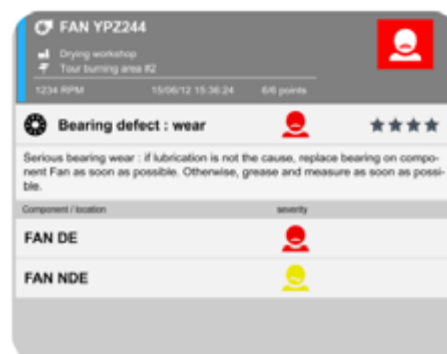 FAN YPZ244
Drying workshop
Tour burning area #2
1234 RPM 15/06/12 15:36:24 6/6 points
Bearing defect : wear
Serious bearing wear : if lubrication is not the cause, replace bearing on compo-
nent Fan as soon as possible. Otherwise, grease and measure as soon as possi-
ble.
Component / location severity
FAN DE
FAN NDE